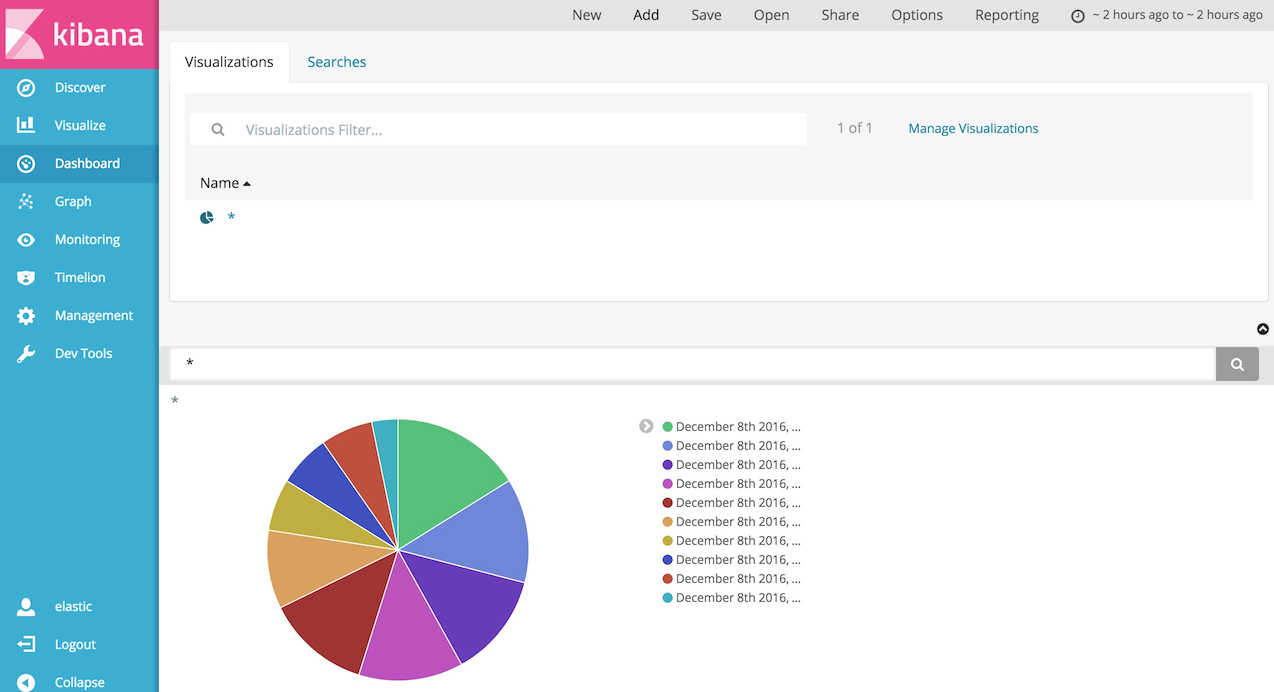 kibana
New Add Save Open Share Options Reporting ~ 2 hours ago to ~ 2 hours ago
Discover
Visualize
Dashboard
Graph
Monitoring
Timelion
Management
Dev Tools
elastic
Logout
Collapse
Visualizations Searches
Visualizations Filter... 1 of 1 Manage Visualizations
Name
*
*
*
December 8th 2016, ...
December 8th 2016, ...
December 8th 2016, ...
December 8th 2016, ...
December 8th 2016, ...
December 8th 2016, ...
December 8th 2016, ...
December 8th 2016, ...
December 8th 2016, ...
December 8th 2016, ...